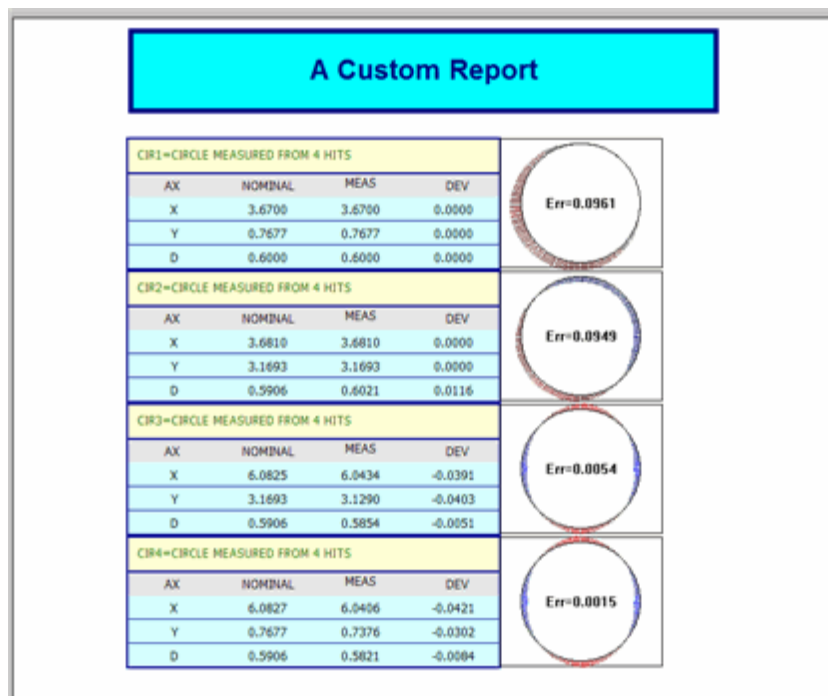 A Custom Report
CIR1=CIRCLE MEASURED FROM 4 HITS
AX NOMINAL MEAS DEV
X 3.6700 3.6700 0.0000
Y 0.7677 0.7677 0.0000
D 0.6000 0.6000 0.0000
Err=0.0961
CIR2=CIRCLE MEASURED FROM 4 HITS
AX NOMINAL MEAS DEV
X 3.6810 3.6810 0.0000
Y 3.1693 3.1693 0.0000
D 0.5906 0.6021 0.0116
Err=0.0949
CIR3=CIRCLE MEASURED FROM 4 HITS
AX NOMINAL MEAS DEV
X 6.0825 6.0434 -0.0391
Y 3.1693 3.1290 -0.0403
D 0.5906 0.5854 -0.0051
Err=0.0054
CIR4=CIRCLE MEASURED FROM 4 HITS
AX NOMINAL MEAS DEV
X 6.0827 6.0406 -0.0421
Y 0.7677 0.7376 -0.0302
D 0.5906 0.5821 -0.0084
Err=0.0015